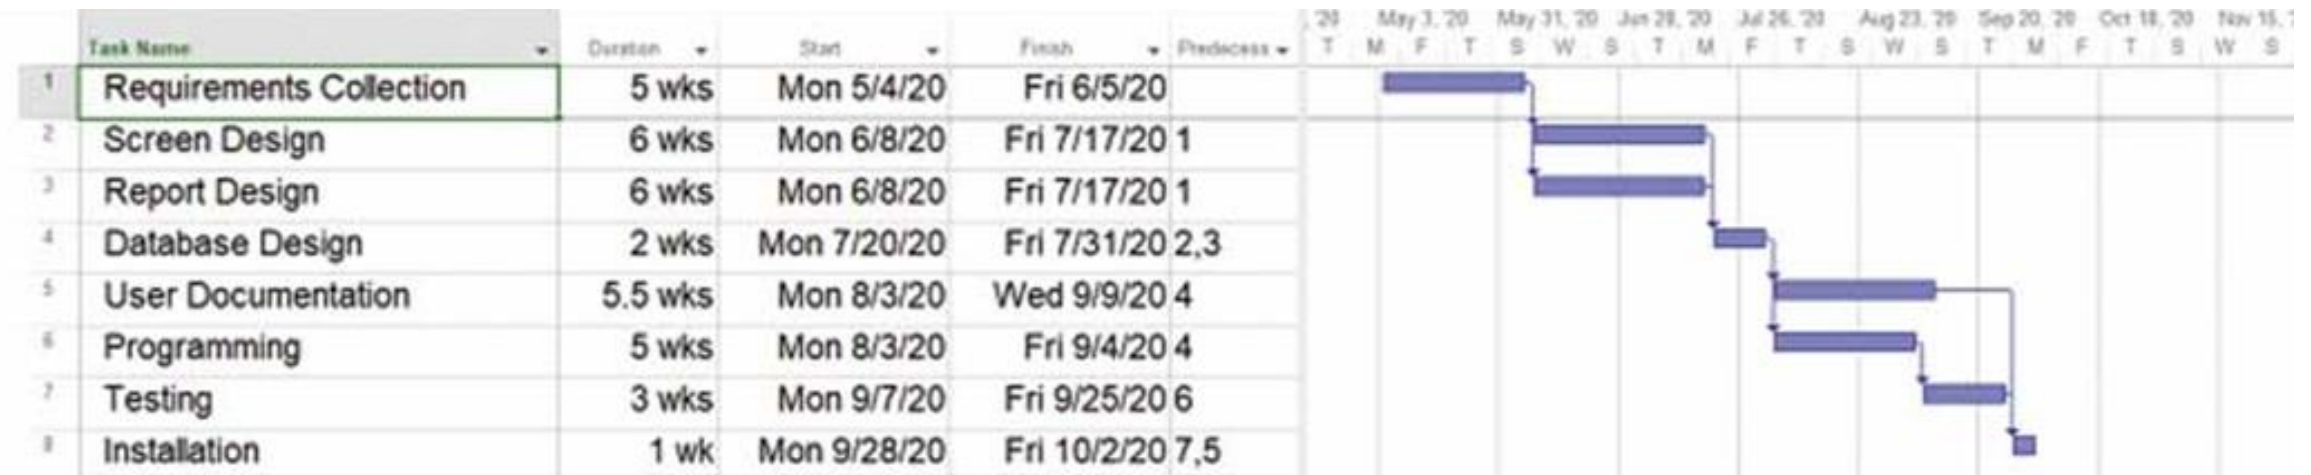 , '20 May 3, '20 May 31, '20 Jun 28, '20 Jul 26, '20 Aug 23, '20 Sep 20, '20 Oct 18, '20 Nov 15, '
Task Name Duration Start Finish Predecess T M F T S W S T M F T S W S T M F T S W S
1 Requirements Collection 5 wks Mon 5/4/20 Fri 6/5/20
2 Screen Design 6 wks Mon 6/8/20 Fri 7/17/20 1
3 Report Design 6 wks Mon 6/8/20 Fri 7/17/20 1
4 Database Design 2 wks Mon 7/20/20 Fri 7/31/20 2,3
5 User Documentation 5.5 wks Mon 8/3/20 Wed 9/9/20 4
6 Programming 5 wks Mon 8/3/20 Fri 9/4/20 4
7 Testing 3 wks Mon 9/7/20 Fri 9/25/20 6
8 Installation 1 wk Mon 9/28/20 Fri 10/2/20 7,5